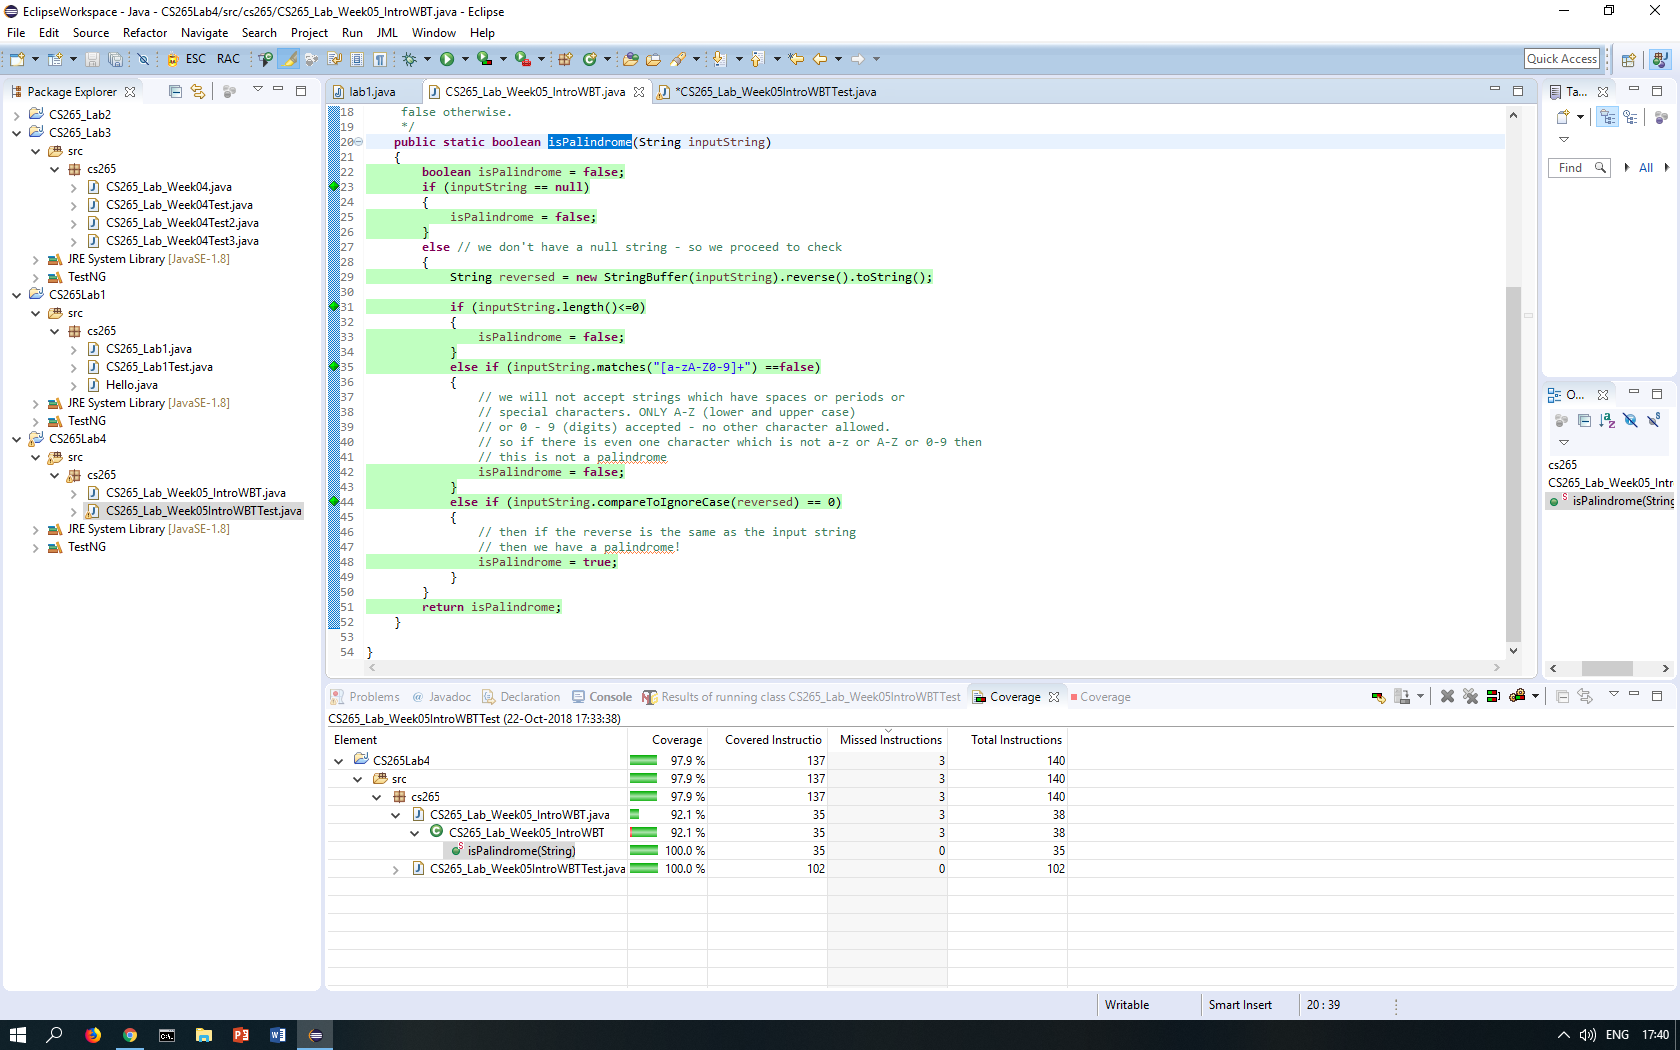 EclipseWorkspace - Java - CS265Lab4/src/cs265/CS265_Lab_Week05_IntroWBT.java - Eclipse
File Edit Source Refactor Navigate Search Project Run JML Window Help
ESC RAC Quick Access
Package Explorer
CS265_Lab2
CS265_Lab3
src
cs265
CS265_Lab_Week04.java
CS265_Lab_Week04Test.java
CS265_Lab_Week04Test2.java
CS265_Lab_Week04Test3.java
JRE System Library [JavaSE-1.8]
TestNG
CS265Lab1
src
cs265
CS265_Lab1.java
CS265_Lab1Test.java
Hello.java
JRE System Library [JavaSE-1.8]
TestNG
CS265Lab4
src
cs265
CS265_Lab_Week05_IntroWBT.java
CS265_Lab_Week05IntroWBTTest.java
JRE System Library [JavaSE-1.8]
TestNG
lab1.java CS265_Lab_Week05_IntroWBT.java *CS265_Lab_Week05IntroWBTTest.java
18 false otherwise.
19 */
20 public static boolean isPalindrome(String inputString)
21 {
22 boolean isPalindrome = false;
23 if (inputString == null)
24 {
25 isPalindrome = false;
26 }
27 else // we don't have a null string - so we proceed to check
28 {
29 String reversed = new StringBuffer(inputString).reverse().toString();
30
31 if (inputString.length()<=0)
32 {
33 isPalindrome = false;
34 }
35 else if (inputString.matches("[a-zA-Z0-9]+") ==false)
36 {
37 // we will not accept strings which have spaces or periods or
38 // special characters. ONLY A-Z (lower and upper case)
39 // or 0 - 9 (digits) accepted - no other character allowed.
40 // so if there is even one character which is not a-z or A-Z or 0-9 then
41 // this is not a palindrome
42 isPalindrome = false;
43 }
44 else if (inputString.compareToIgnoreCase(reversed) == 0)
45 {
46 // then if the reverse is the same as the input string
47 // then we have a palindrome!
48 isPalindrome = true;
49 }
50 }
51 return isPalindrome;
52 }
53
54 }
Ta...
Find All
O...
cs265
CS265_Lab_Week05_Intr
isPalindrome(String
Problems @ Javadoc Declaration Console Results of running class CS265_Lab_Week05IntroWBTTest Coverage Coverage
CS265_Lab_Week05IntroWBTTest (22-Oct-2018 17:33:38)
Element Coverage Covered Instructio Missed Instructions Total Instructions
CS265Lab4 97.9 % 137 3 140
src 97.9 % 137 3 140
cs265 97.9 % 137 3 140
CS265_Lab_Week05_IntroWBT.java 92.1 % 35 3 38
CS265_Lab_Week05_IntroWBT 92.1 % 35 3 38
isPalindrome(String) 100.0 % 35 0 35
CS265_Lab_Week05IntroWBTTest.java 100.0 % 102 0 102
Writable Smart Insert 20 : 39
ENG 17:40